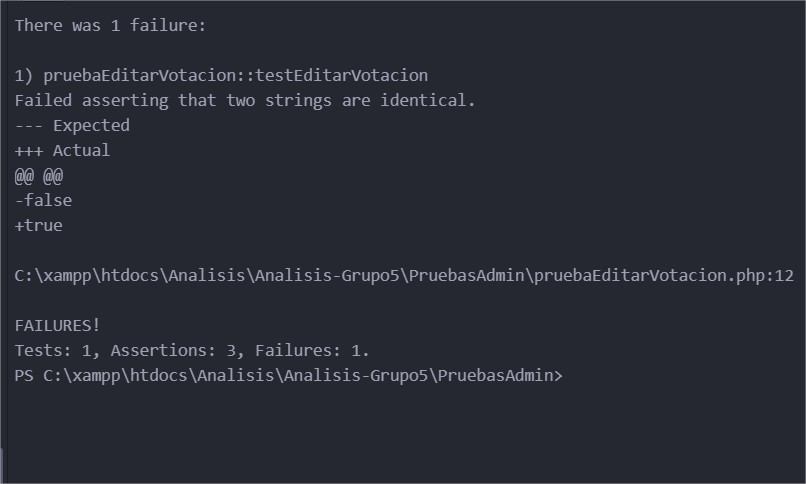 There was 1 failure:
1) pruebaEditarVotacion::testEditarVotacion
Failed asserting that two strings are identical.
--- Expected
+++ Actual
@@ @@
-false
+true
C:\xampp\htdocs\Analisis\Analisis-Grupo5\PruebasAdmin\pruebaEditarVotacion.php:12
FAILURES!
Tests: 1, Assertions: 3, Failures: 1.
PS C:\xampp\htdocs\Analisis\Analisis-Grupo5\PruebasAdmin>